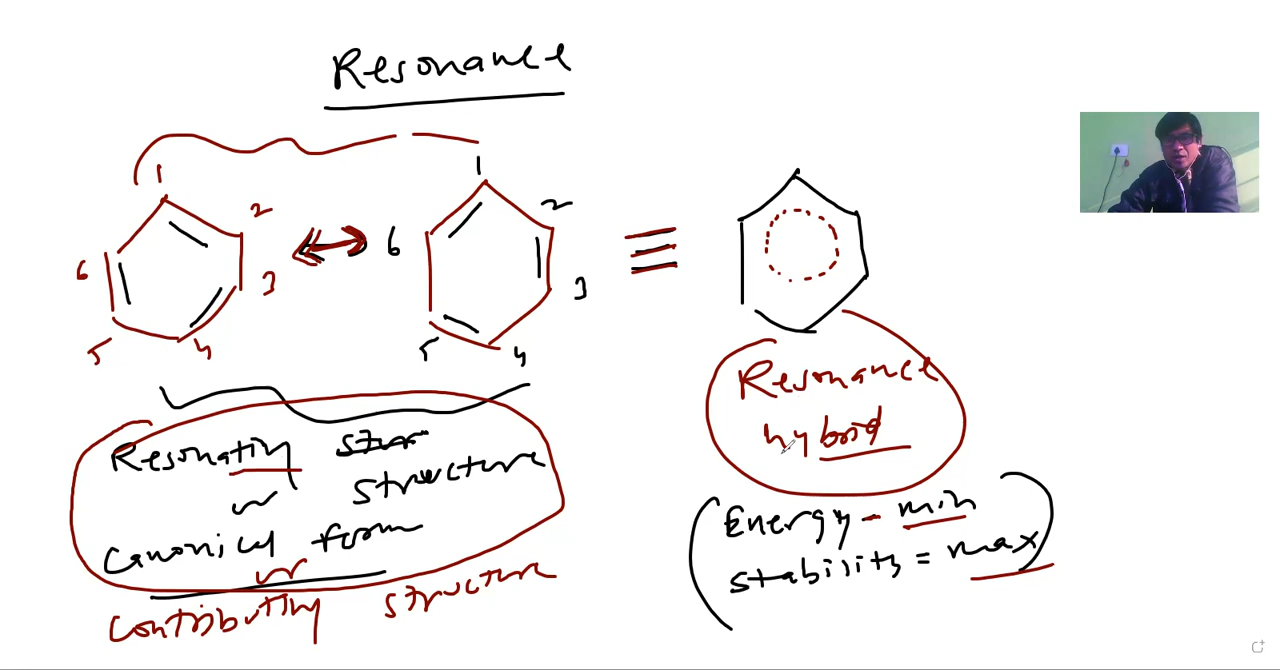 Resonance
1
2
3
4
5
6
1
2
3
4
5
6
Resonating structure
or
Canonical form
or
Contributing structure
Resonance
hybrid
Energy - min
stability = max